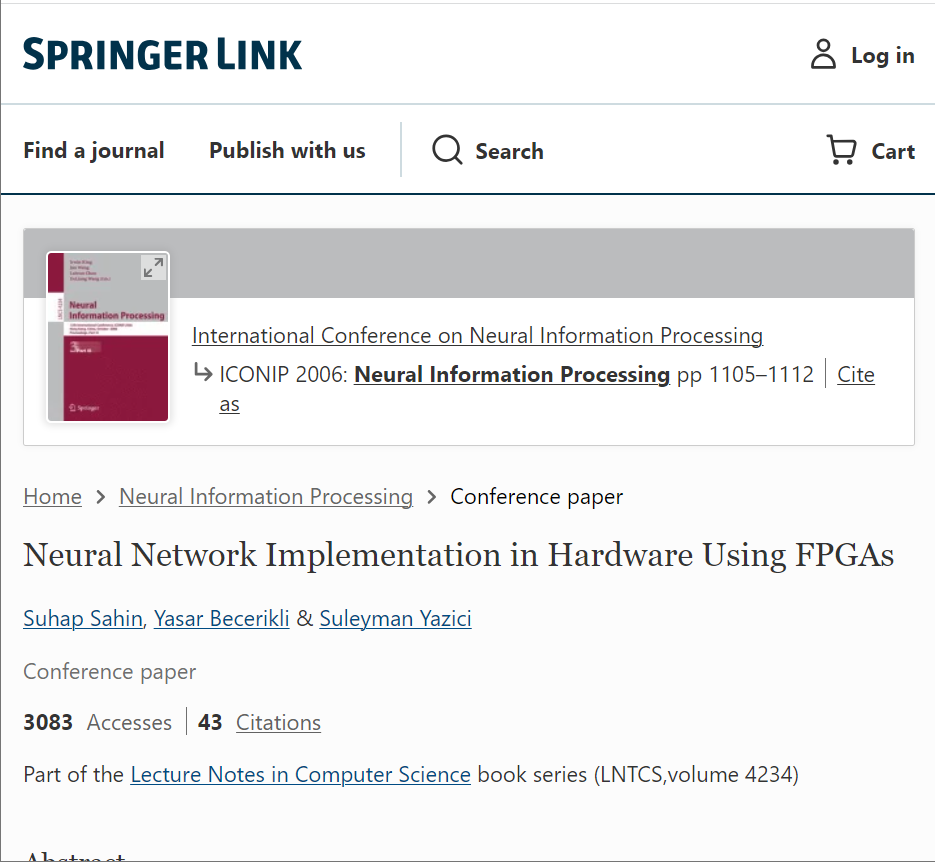 SPRINGER LINK
Log in
Find a journal
Publish with us
Search
Cart
Neural
Information Processing
Springer
International Conference on Neural Information Processing
ICONIP 2006: Neural Information Processing pp 1105–1112 | Cite
as
Home > Neural Information Processing > Conference paper
Neural Network Implementation in Hardware Using FPGAs
Suhap Sahin, Yasar Becerikli & Suleyman Yazici
Conference paper
3083 Accesses | 43 Citations
Part of the Lecture Notes in Computer Science book series (LNTCS,volume 4234)
Abstract